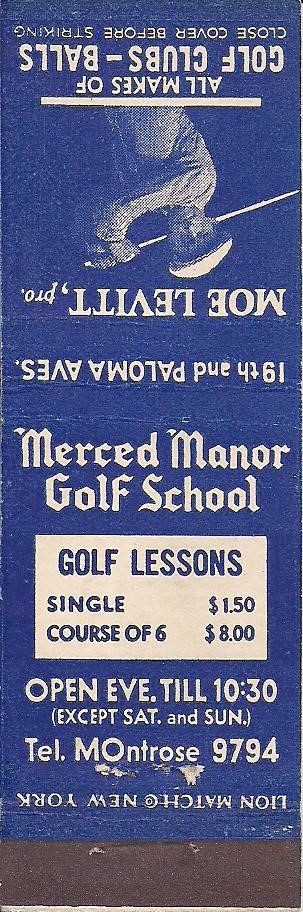 19th and PALOMA AVES.
MOE LEVITT, pro.
ALL MAKES OF
GOLF CLUBS - BALLS
CLOSE COVER BEFORE STRIKING
Merced Manor
Golf School
GOLF LESSONS
SINGLE $1.50
COURSE OF 6 $8.00
OPEN EVE. TILL 10:30
(EXCEPT SAT. and SUN.)
Tel. MOntrose 9794
LION MATCH © NEW YORK